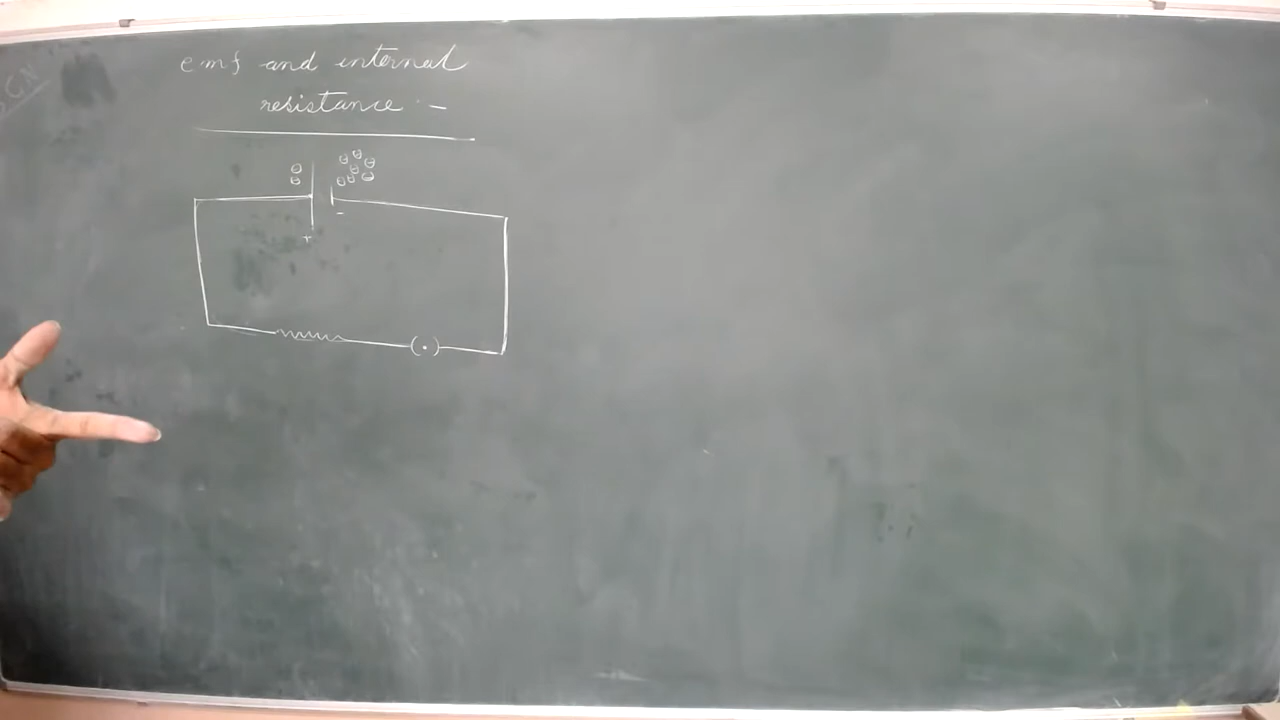 emf and internal
resistance : -
+
-
(.)